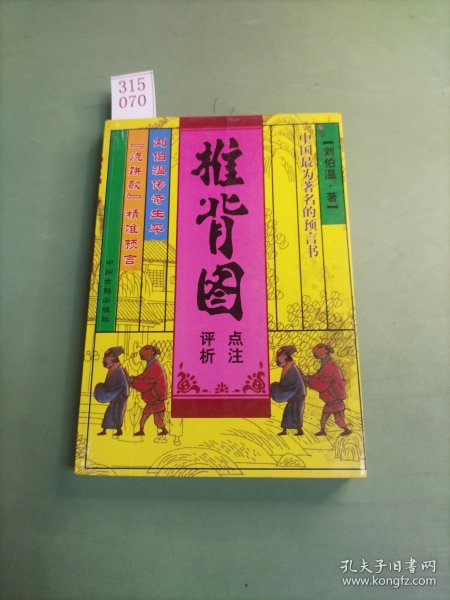 315
070
【刘伯温·著】
中国最为著名的预言书
推背图
点注
评析
刘伯温传奇生平
『烧饼歌』精准预言
中州古籍出版社
孔夫子旧书网
www.kongfz.com